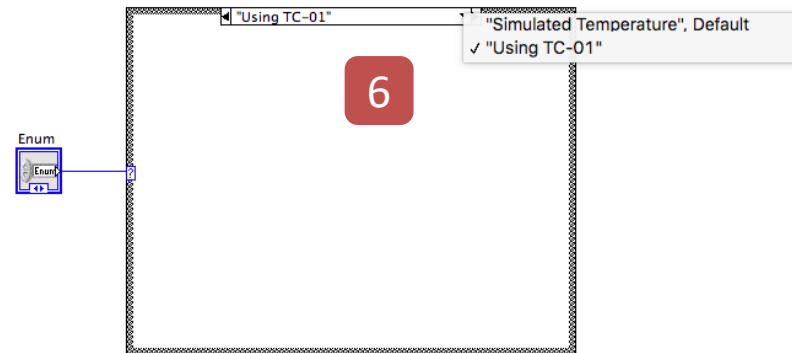 "Using TC-01"
"Simulated Temperature", Default
✓ "Using TC-01"
6
Enum
Enum
?